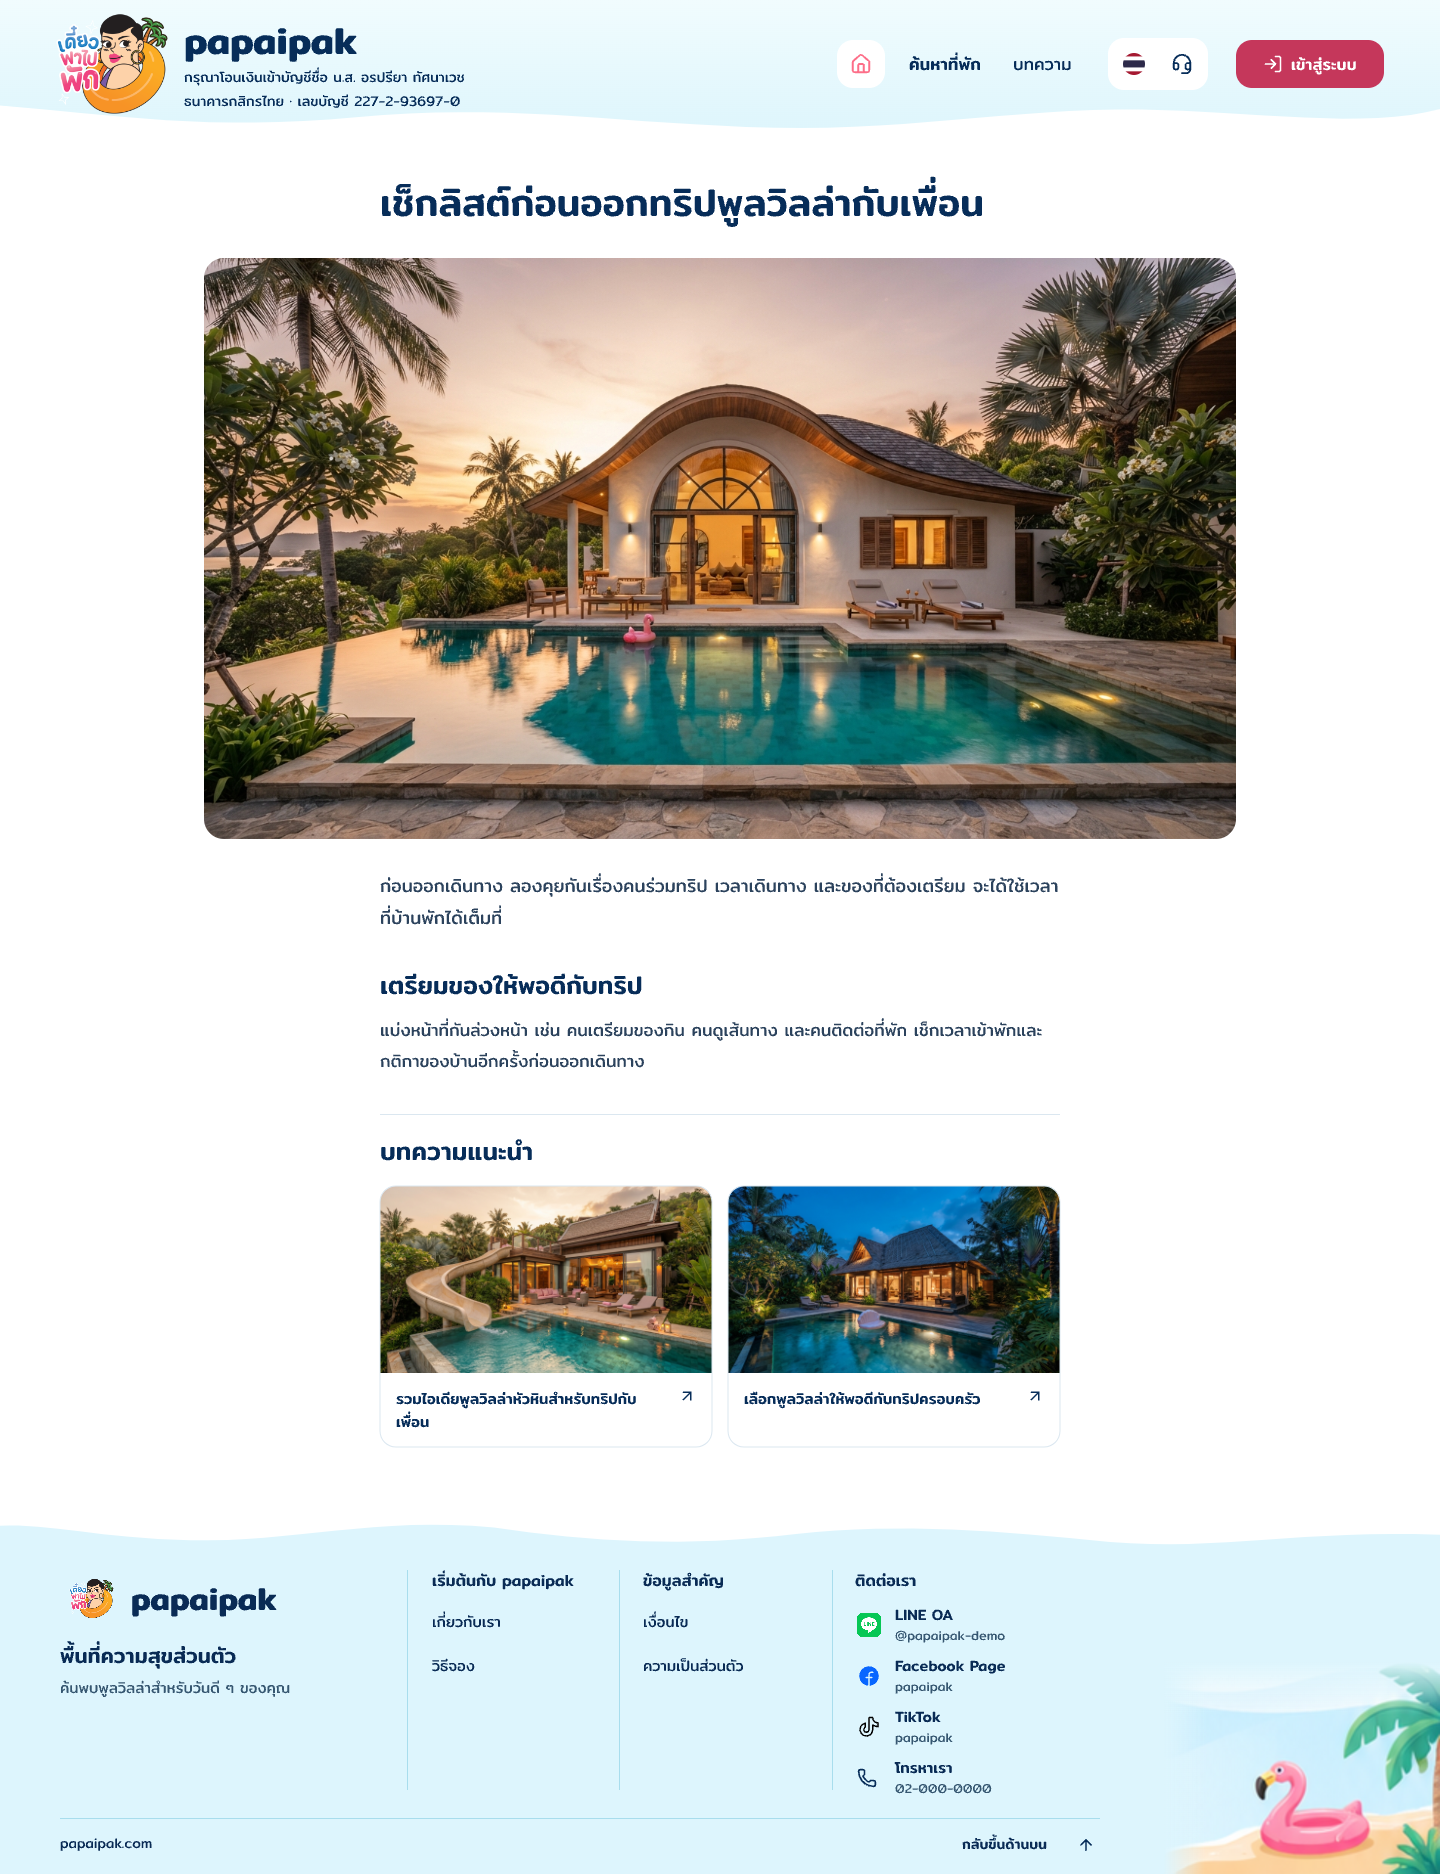 เดี๋ยว
พาไป
พัก
papaipak
กรุณาโอนเงินเข้าบัญชีชื่อ น.ส. อรปรียา ทัศนาเวช
ธนาคารกสิกรไทย · เลขบัญชี 227-2-93697-0
ค้นหาที่พัก
บทความ
เข้าสู่ระบบ
เช็กลิสต์ก่อนออกทริปพูลวิลล่ากับเพื่อน
ก่อนออกเดินทาง ลองคุยกันเรื่องคนร่วมทริป เวลาเดินทาง และของที่ต้องเตรียม จะได้ใช้เวลา
ที่บ้านพักได้เต็มที่
เตรียมของให้พอดีกับทริป
แบ่งหน้าที่กันล่วงหน้า เช่น คนเตรียมของกิน คนดูเส้นทาง และคนติดต่อที่พัก เช็กเวลาเข้าพักและ
กติกาของบ้านอีกครั้งก่อนออกเดินทาง
บทความแนะนำ
รวมไอเดียพูลวิลล่าหัวหินสำหรับทริปกับ
เพื่อน
เลือกพูลวิลล่าให้พอดีกับทริปครอบครัว
papaipak
พื้นที่ความสุขส่วนตัว
ค้นพบพูลวิลล่าสำหรับวันดี ๆ ของคุณ
เริ่มต้นกับ papaipak
เกี่ยวกับเรา
วิธีจอง
ข้อมูลสำคัญ
เงื่อนไข
ความเป็นส่วนตัว
ติดต่อเรา
LINE OA
@papaipak-demo
Facebook Page
papaipak
TikTok
papaipak
โทรหาเรา
02-000-0000
papaipak.com
กลับขึ้นด้านบน